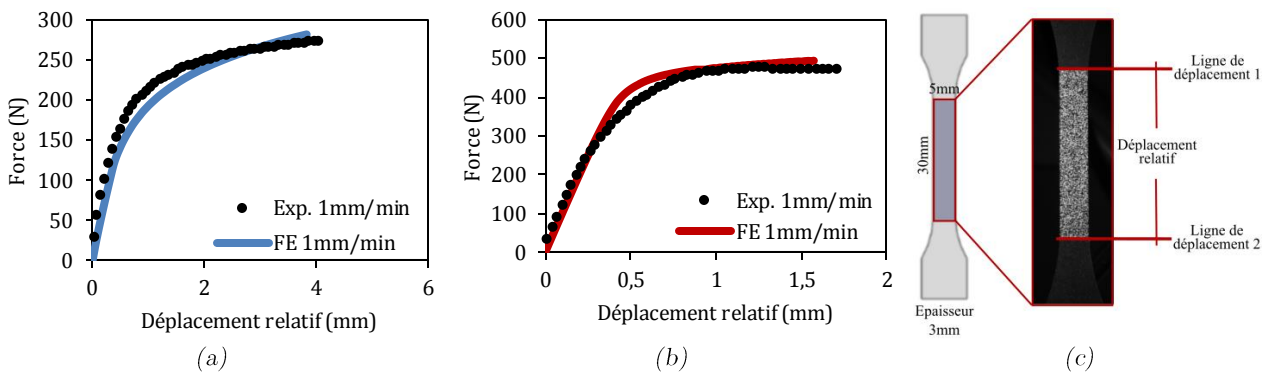 300
250
200
150
100
50
0
Force (N)
Exp. 1mm/min
FE 1mm/min
0
2
4
6
Déplacement relatif (mm)
(a)
600
500
400
300
200
100
0
Force (N)
Exp. 1mm/min
FE 1mm/min
0
0,5
1
1,5
2
Déplacement relatif (mm)
(b)
5mm
30mm
Epaisseur
3mm
Ligne de
déplacement 1
Déplacement
relatif
Ligne de
déplacement 2
(c)